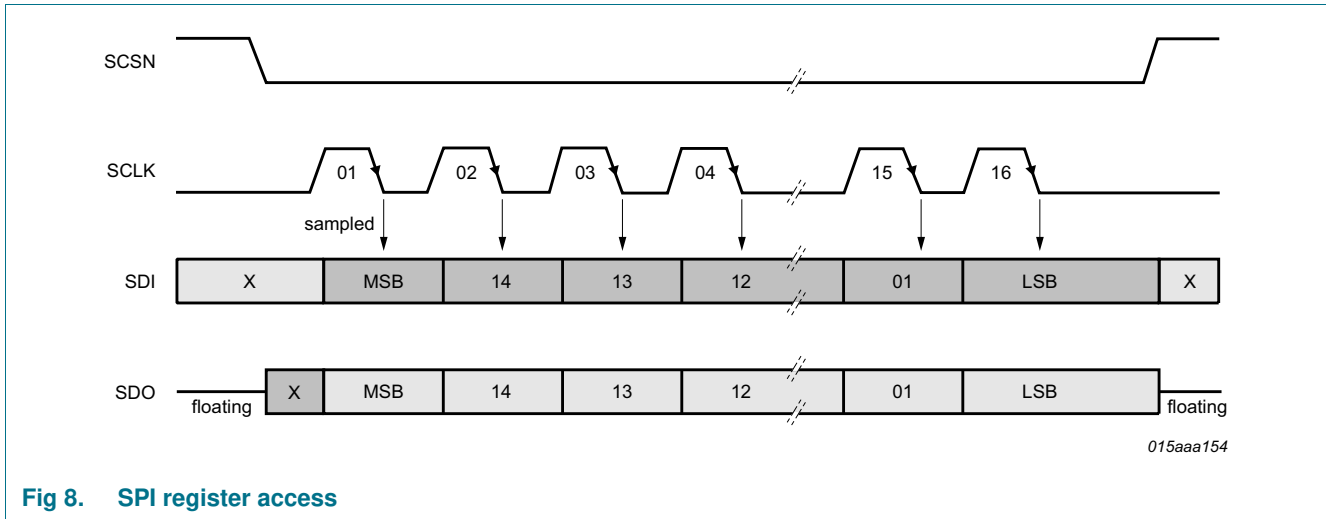 SCSN
SCLK 01 02 03 04 15 16
sampled
SDI X MSB 14 13 12 01 LSB X
SDO X MSB 14 13 12 01 LSB
floating floating
015aaa154
Fig 8. SPI register access